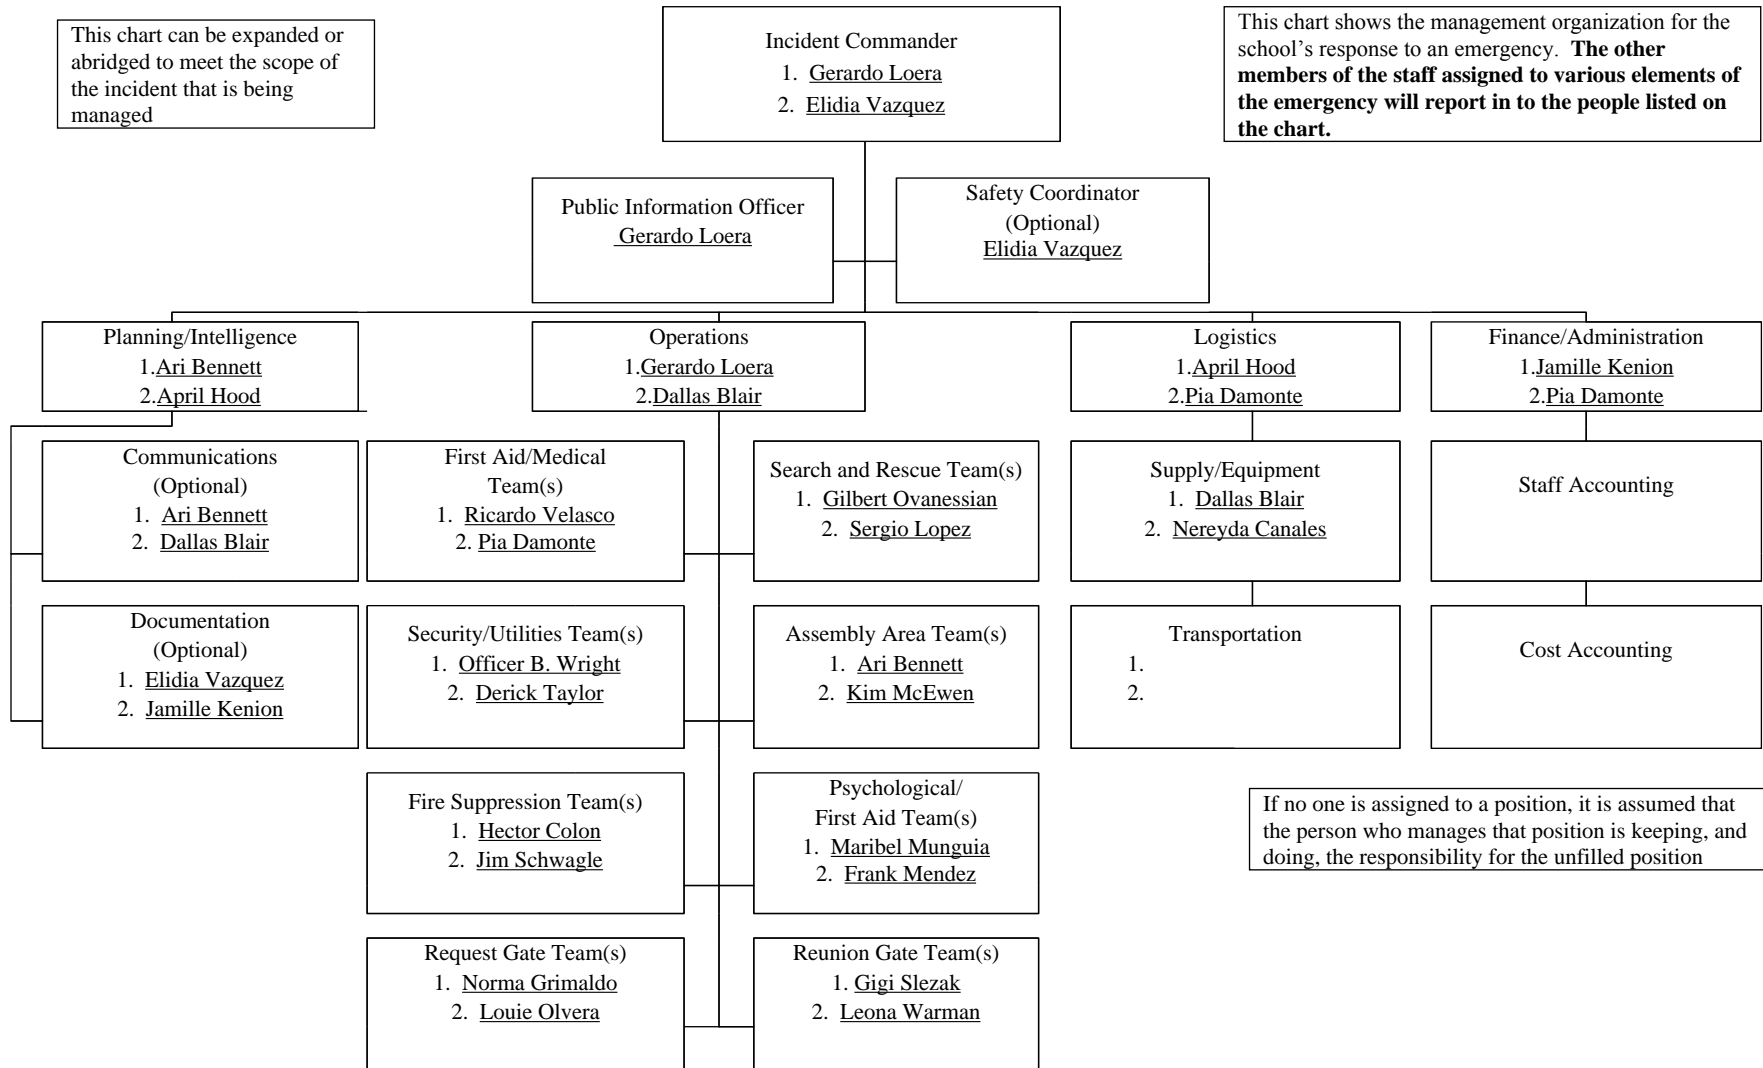 This chart can be expanded or
abridged to meet the scope of
the incident that is being
managed
Incident Commander
1. Gerardo Loera
2. Elidia Vazquez
This chart shows the management organization for the
school’s response to an emergency. The other
members of the staff assigned to various elements of
the emergency will report in to the people listed on
the chart.
Public Information Officer
Gerardo Loera
Safety Coordinator
(Optional)
Elidia Vazquez
Planning/Intelligence
1.Ari Bennett
2.April Hood
Operations
1.Gerardo Loera
2.Dallas Blair
Logistics
1.April Hood
2.Pia Damonte
Finance/Administration
1.Jamille Kenion
2.Pia Damonte
Communications
(Optional)
1. Ari Bennett
2. Dallas Blair
First Aid/Medical
Team(s)
1. Ricardo Velasco
2. Pia Damonte
Search and Rescue Team(s)
1. Gilbert Ovanessian
2. Sergio Lopez
Supply/Equipment
1. Dallas Blair
2. Nereyda Canales
Staff Accounting
Documentation
(Optional)
1. Elidia Vazquez
2. Jamille Kenion
Security/Utilities Team(s)
1. Officer B. Wright
2. Derick Taylor
Assembly Area Team(s)
1. Ari Bennett
2. Kim McEwen
Transportation
1.
2.
Cost Accounting
Fire Suppression Team(s)
1. Hector Colon
2. Jim Schwagle
Psychological/
First Aid Team(s)
1. Maribel Munguia
2. Frank Mendez
If no one is assigned to a position, it is assumed that
the person who manages that position is keeping, and
doing, the responsibility for the unfilled position
Request Gate Team(s)
1. Norma Grimaldo
2. Louie Olvera
Reunion Gate Team(s)
1. Gigi Slezak
2. Leona Warman